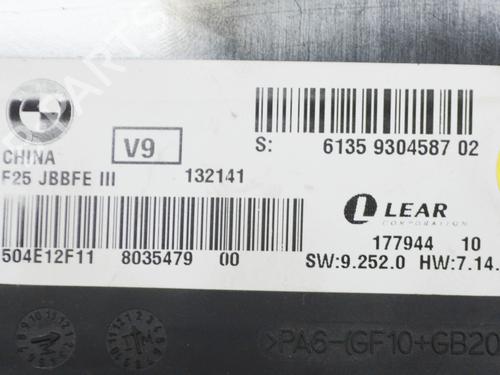 V9
S: 6135 9304587 02
CHINA
F25 JBBFE III 132141
LEAR
CORPORATION
177944 10
504E12F11 8035479 00
SW:9.252.0 HW:7.14.
>PA6-(GF10+GB20